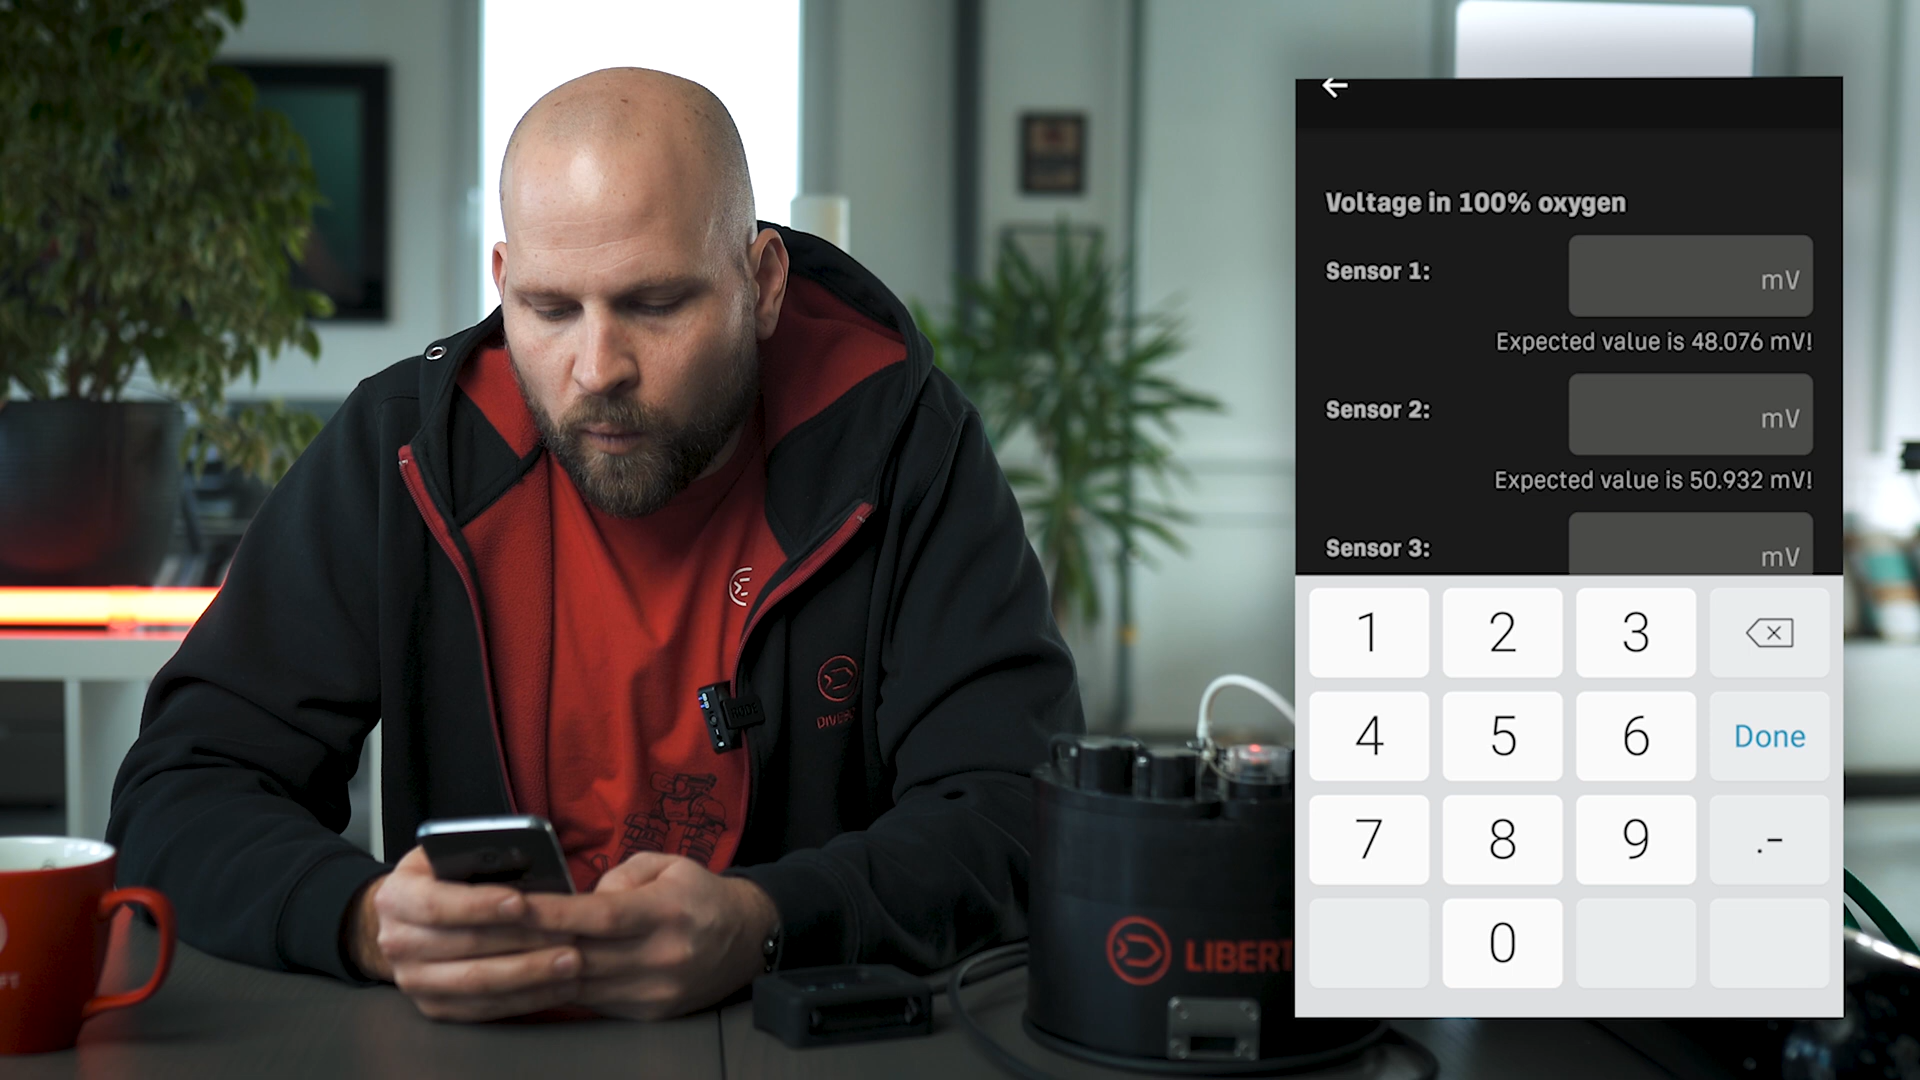 Voltage in 100% oxygen
Sensor 1:
mV
Expected value is 48.076 mV!
Sensor 2:
mV
Expected value is 50.932 mV!
Sensor 3:
mV
1 2 3
4 5 6 Done
7 8 9 .-
0
RODE
LIBERT